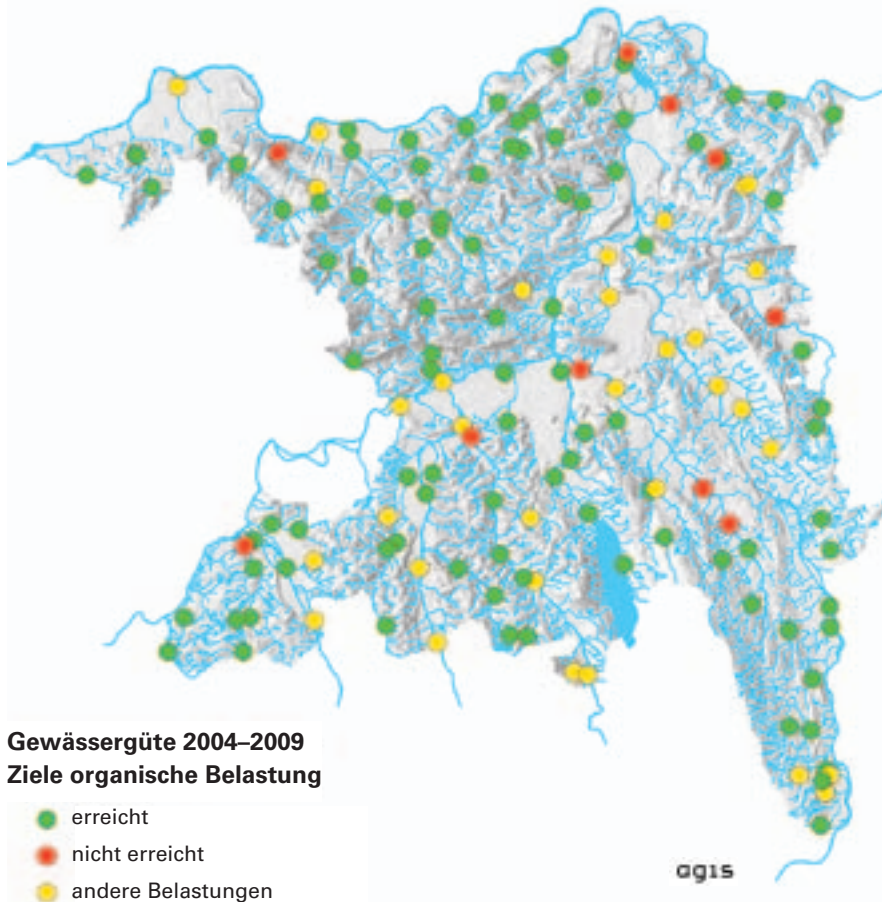 Gewässergüte 2004–2009
Ziele organische Belastung
erreicht
nicht erreicht
andere Belastungen
agis